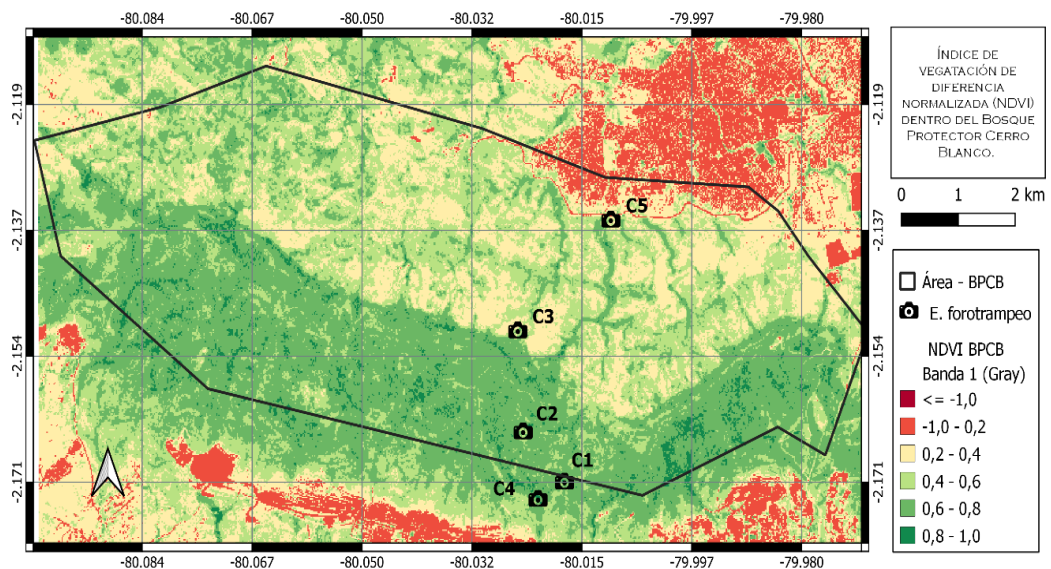 -80.084 -80.067 -80.050 -80.032 -80.015 -79.997 -79.980
-2.119 -2.119
-2.137 -2.137
-2.154 -2.154
-2.171 -2.171
C5
C3
C2
C1
C4
-80.084 -80.067 -80.050 -80.032 -80.015 -79.997 -79.980
Índice de
vegatación de
diferencia
normalizada (NDVI)
dentro del Bosque
Protector Cerro
Blanco.
0 1 2 km
Área - BPCB
E. forotrampeo
NDVI BPCB
Banda 1 (Gray)
<= -1,0
-1,0 - 0,2
0,2 - 0,4
0,4 - 0,6
0,6 - 0,8
0,8 - 1,0